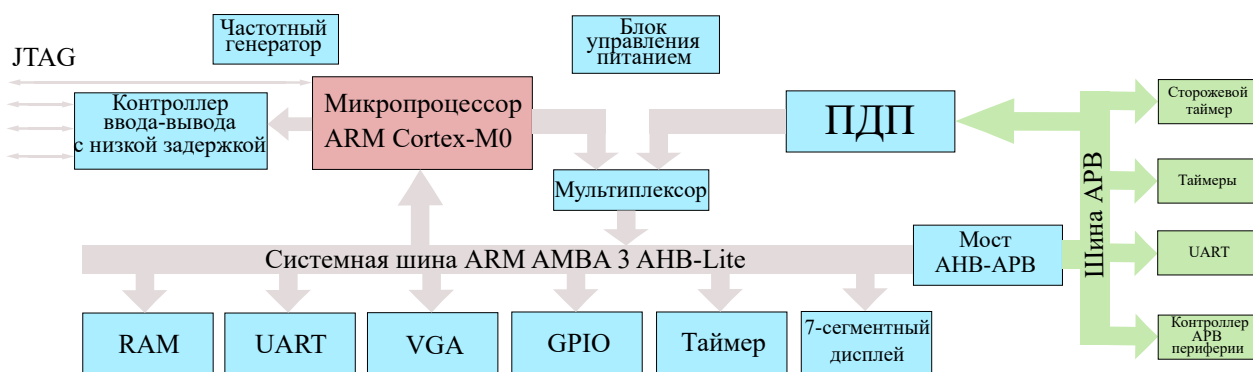 Частотный
генератор
Блок
управления
питанием
JTAG
Контроллер
ввода-вывода
с низкой задержкой
Микропроцессор
ARM Cortex-M0
ПДП
Сторожевой
таймер
Мультиплексор
Таймеры
Шина APB
Системная шина ARM AMBA 3 AHB-Lite
Мост
AHB-APB
UART
RAM
UART
VGA
GPIO
Таймер
7-сегментный
дисплей
Контроллер
APB
периферии